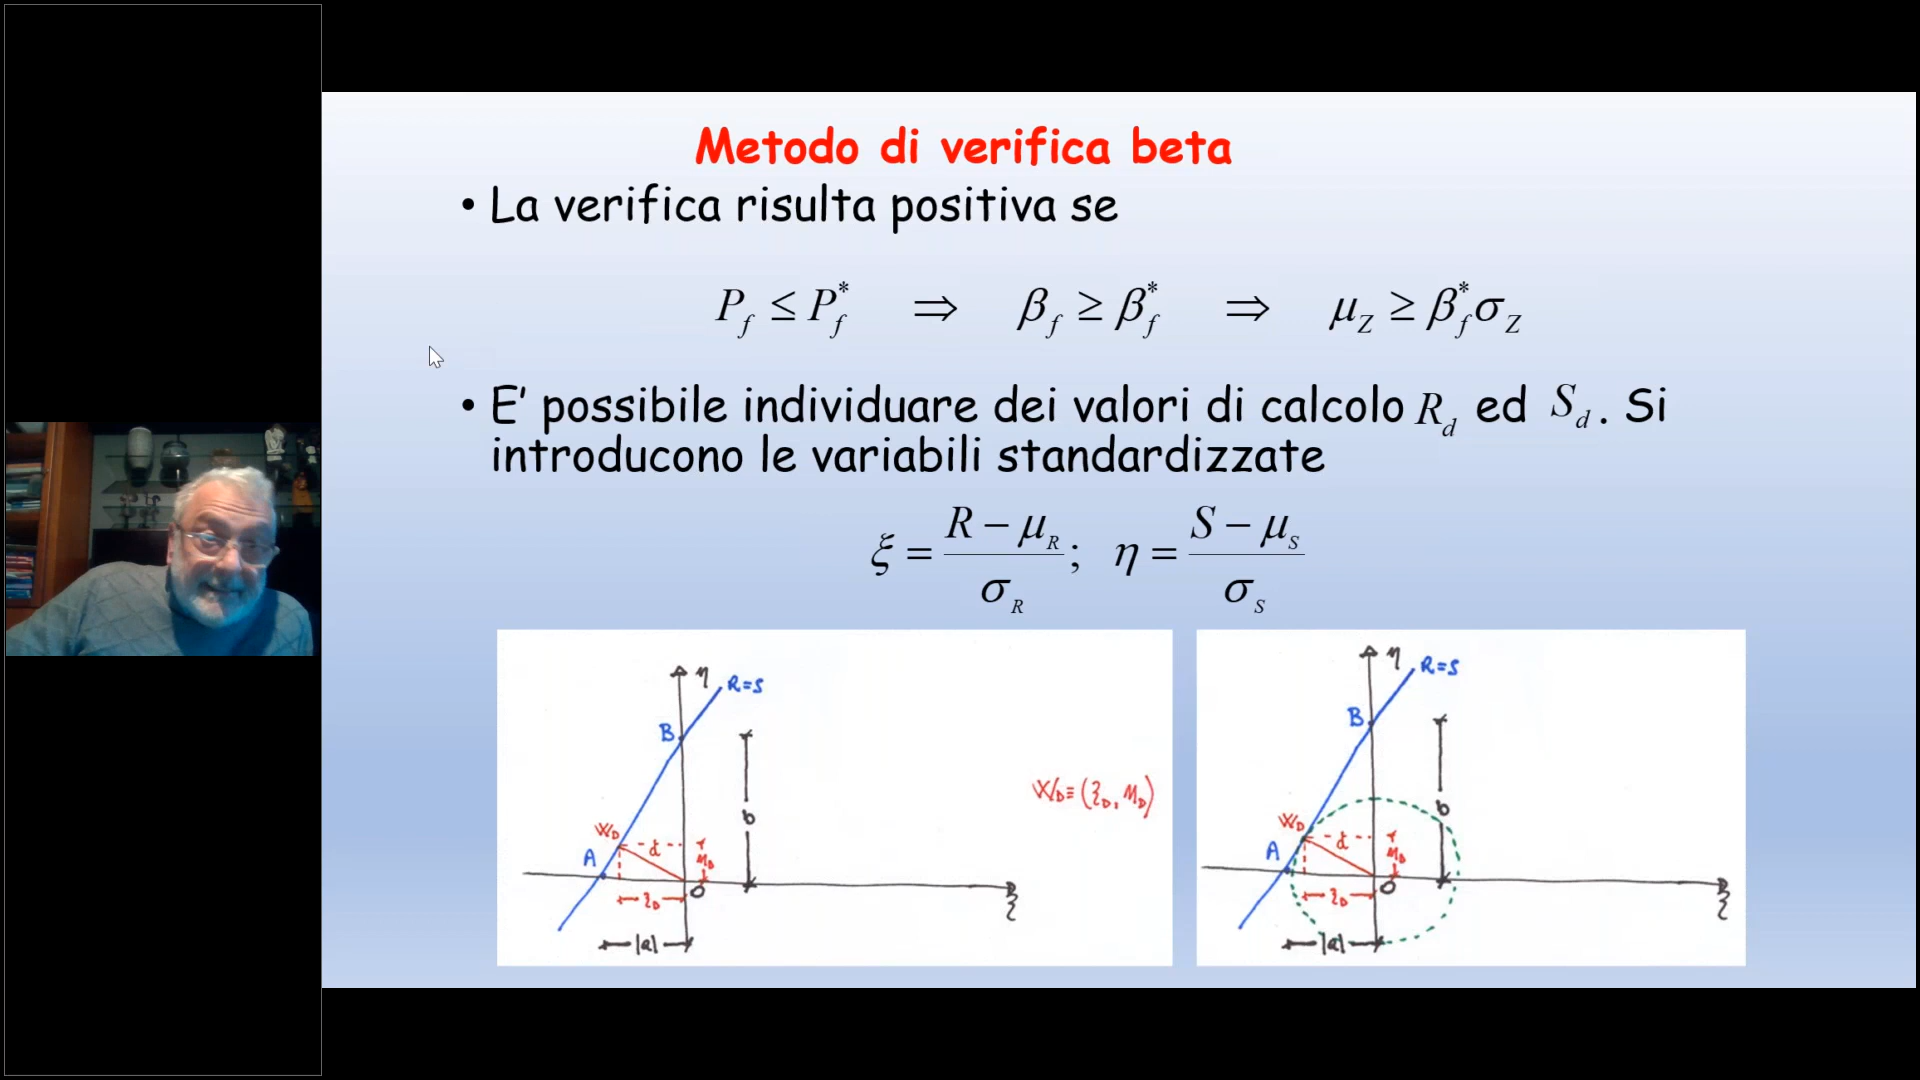 Metodo di verifica beta
• La verifica risulta positiva se
P_f ≤ P_f^* ⇒ β_f ≥ β_f^* ⇒ μ_Z ≥ β_f^* σ_Z
• E' possibile individuare dei valori di calcolo R_d ed S_d. Si
introducono le variabili standardizzate
ξ = (R − μ_R) / σ_R ; η = (S − μ_S) / σ_S
η R=S
B
b
W_D ≡ (ξ_D, η_D)
W_D
d
η_D
A
O
ξ_D
ξ
|a|
η R=S
B
b
W_D
d
η_D
A
O
ξ_D
ξ
|a|